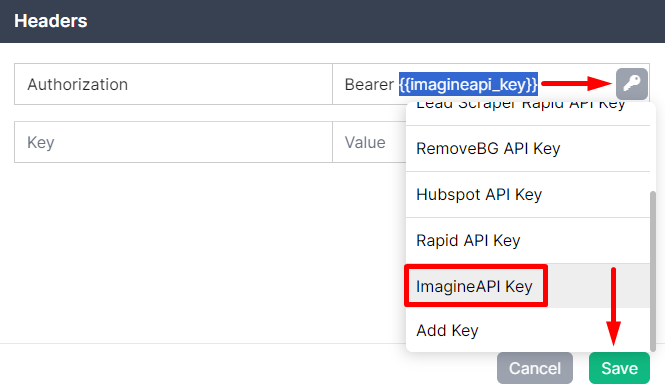 Headers
Authorization
Bearer {{imagineapi_key}}
Lead Scraper Rapid API Key
Key
Value
RemoveBG API Key
Hubspot API Key
Rapid API Key
ImagineAPI Key
Add Key
Cancel
Save